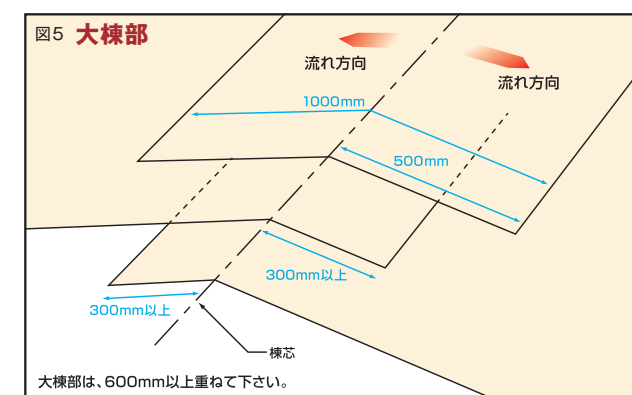 図5 大棟部
流れ方向
流れ方向
1000mm
500mm
300mm以上
300mm以上
棟芯
大棟部は、600mm以上重ねて下さい。